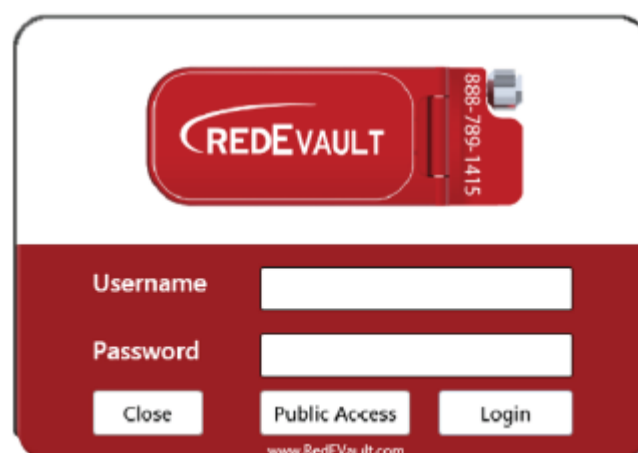 REDEVAULT
888-789-1415
Username
Password
Close
Public Access
Login
www.RedEVault.com